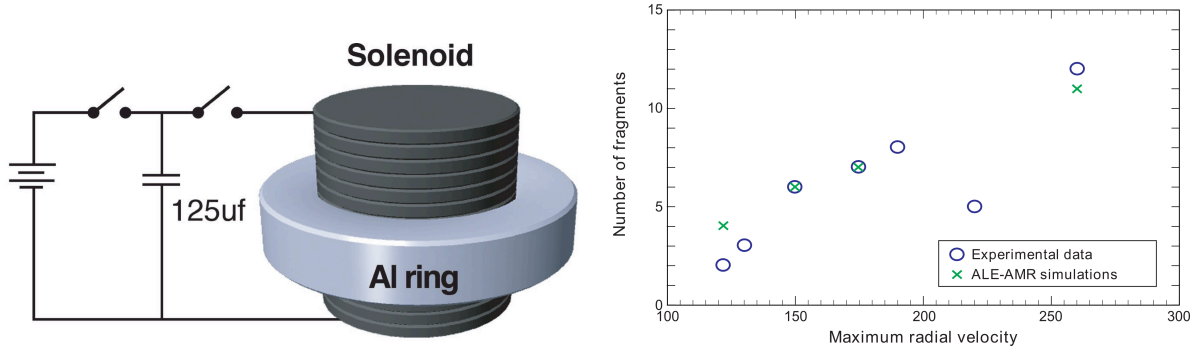 Solenoid
125uf
Al ring
Number of fragments
15
10
5
0
100
150
200
250
300
Maximum radial velocity
Experimental data
ALE-AMR simulations